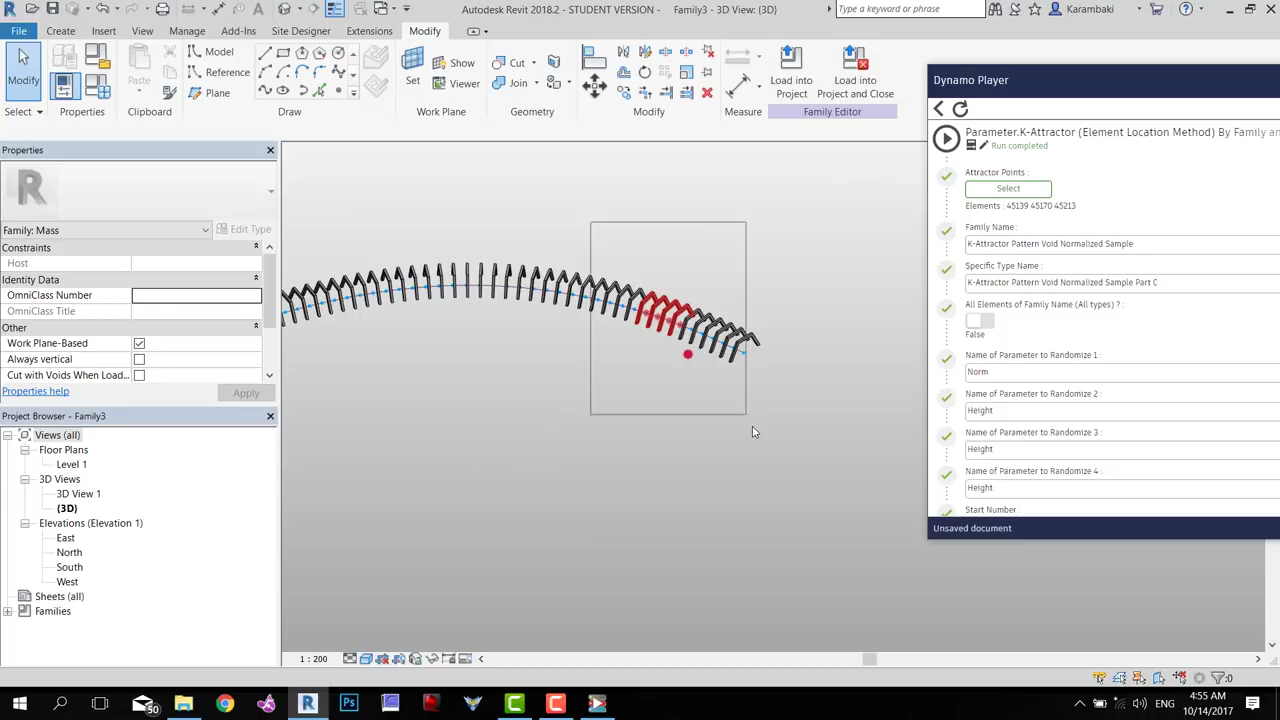 Autodesk Revit 2018.2 - STUDENT VERSION - Family3 - 3D View: {3D}
Type a keyword or phrase
Karambaki
File Create Insert View Manage Add-Ins Site Designer Extensions Modify
Modify
Paste
Model
Reference
Plane
Set
Show
Viewer
Cut
Join
Load into
Project
Load into
Project and Close
Select Properties Clipboard Draw Work Plane Geometry Modify Measure Family Editor
Properties
Family: Mass
Edit Type
Constraints
Host
Identity Data
OmniClass Number
OmniClass Title
Other
Work Plane-Based
Always vertical
Cut with Voids When Load...
Properties help
Apply
Project Browser - Family3
Views (all)
Floor Plans
Level 1
3D Views
3D View 1
{3D}
Elevations (Elevation 1)
East
North
South
West
Sheets (all)
Families
Dynamo Player
Parameter.K-Attractor (Element Location Method) By Family an
Run completed
Attractor Points :
Select
Elements : 45139 45170 45213
Family Name :
K-Attractor Pattern Void Normalized Sample
Specific Type Name :
K-Attractor Pattern Void Normalized Sample Part C
All Elements of Family Name (All types) ? :
False
Name of Parameter to Randomize 1 :
Norm
Name of Parameter to Randomize 2 :
Height
Name of Parameter to Randomize 3 :
Height
Name of Parameter to Randomize 4 :
Height
Start Number :
Unsaved document
1 : 200
:0
50
ENG
4:55 AM
10/14/2017